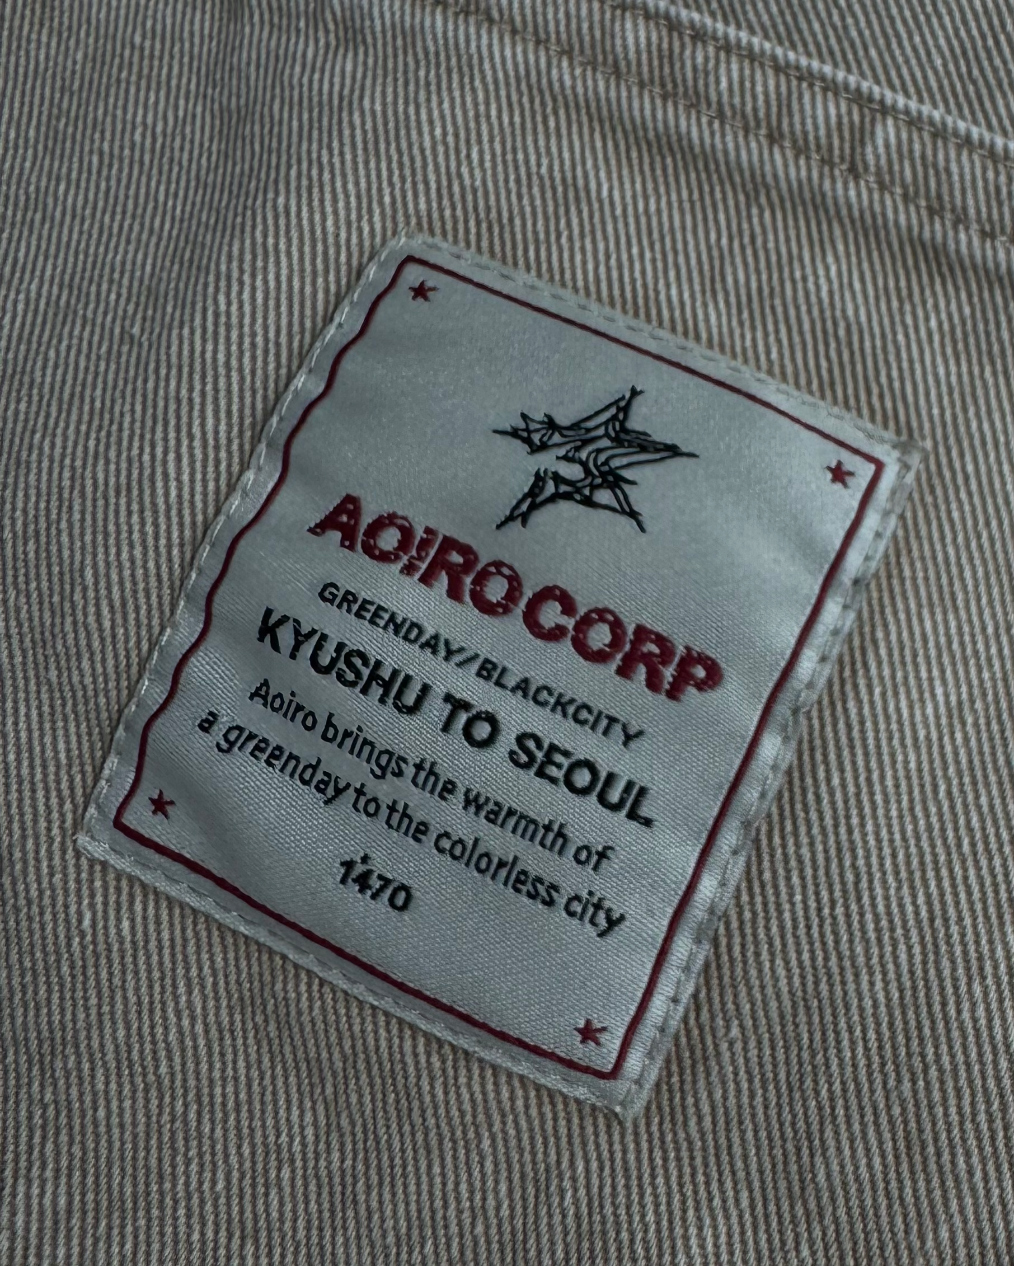 AOIROCORP
GREENDAY/BLACKCITY
KYUSHU TO SEOUL
Aoiro brings the warmth of
a greenday to the colorless city
1470